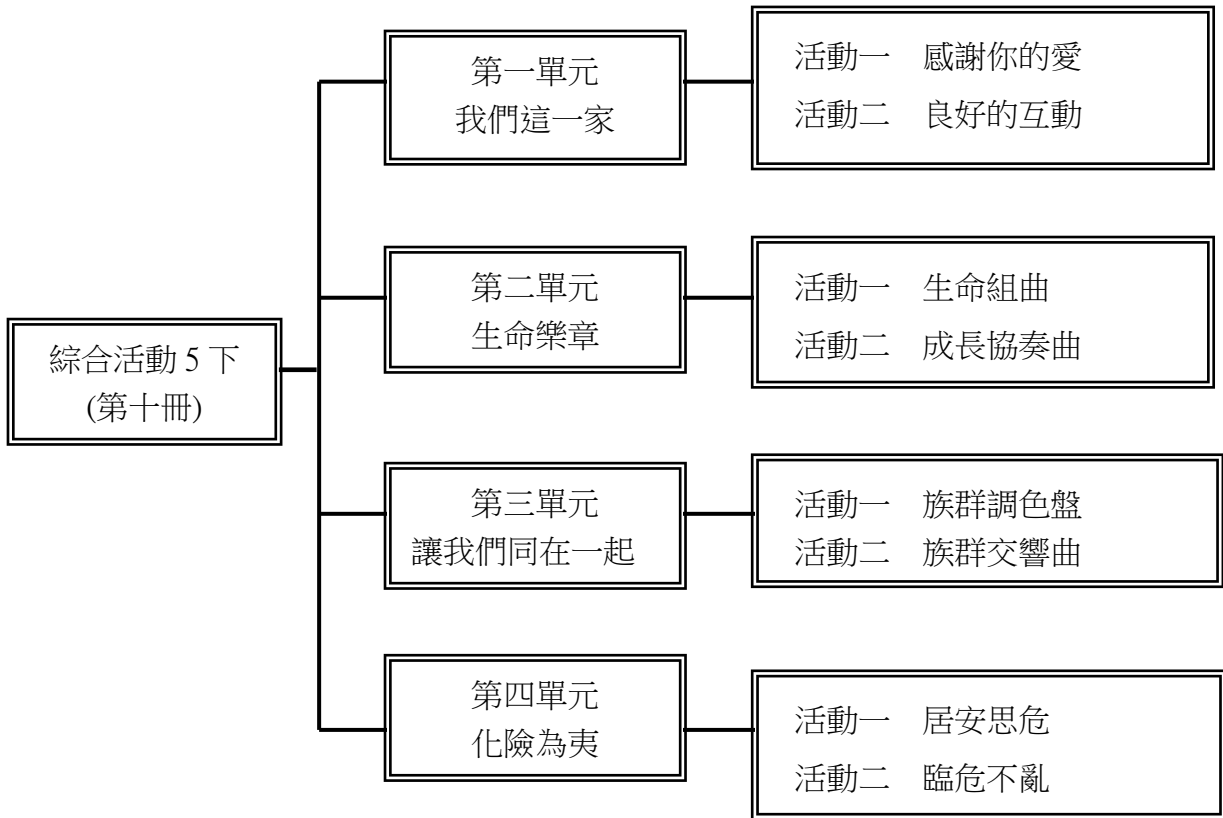 綜合活動 5 下
(第十冊)
第一單元
我們這一家
活動一　感謝你的愛
活動二　良好的互動
第二單元
生命樂章
活動一　生命組曲
活動二　成長協奏曲
第三單元
讓我們同在一起
活動一　族群調色盤
活動二　族群交響曲
第四單元
化險為夷
活動一　居安思危
活動二　臨危不亂